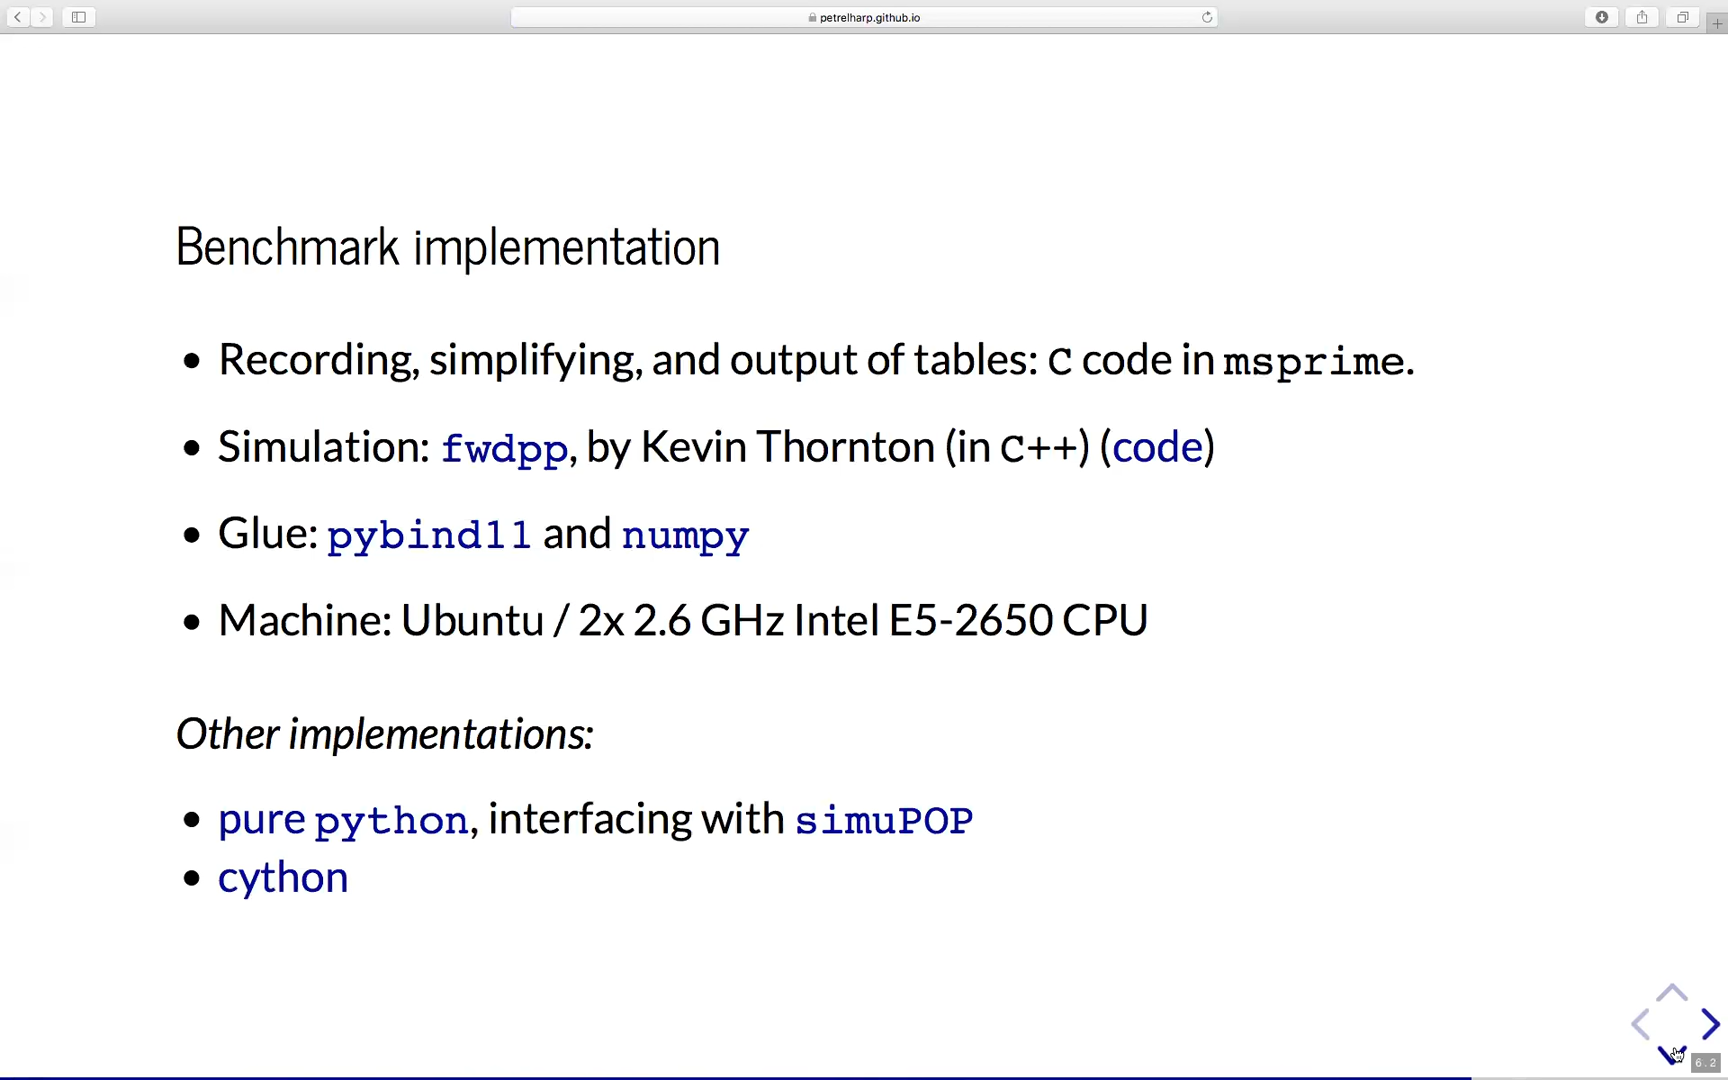 petrelharp.github.io
Benchmark implementation
• Recording, simplifying, and output of tables: C code in msprime.
• Simulation: fwdpp, by Kevin Thornton (in C++) (code)
• Glue: pybind11 and numpy
• Machine: Ubuntu / 2x 2.6 GHz Intel E5-2650 CPU
Other implementations:
• pure python, interfacing with simuPOP
• cython
6.2